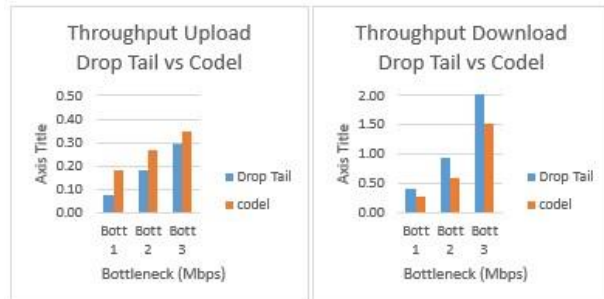 Throughput Upload
Drop Tail vs Codel
0.50
0.40
0.30
0.20
0.10
0.00
Axis Title
Bott Bott Bott
1 2 3
Bottleneck (Mbps)
Drop Tail
codel
Throughput Download
Drop Tail vs Codel
2.00
1.50
1.00
0.50
0.00
Axis Title
Bott Bott Bott
1 2 3
Bottleneck (Mbps)
Drop Tail
codel